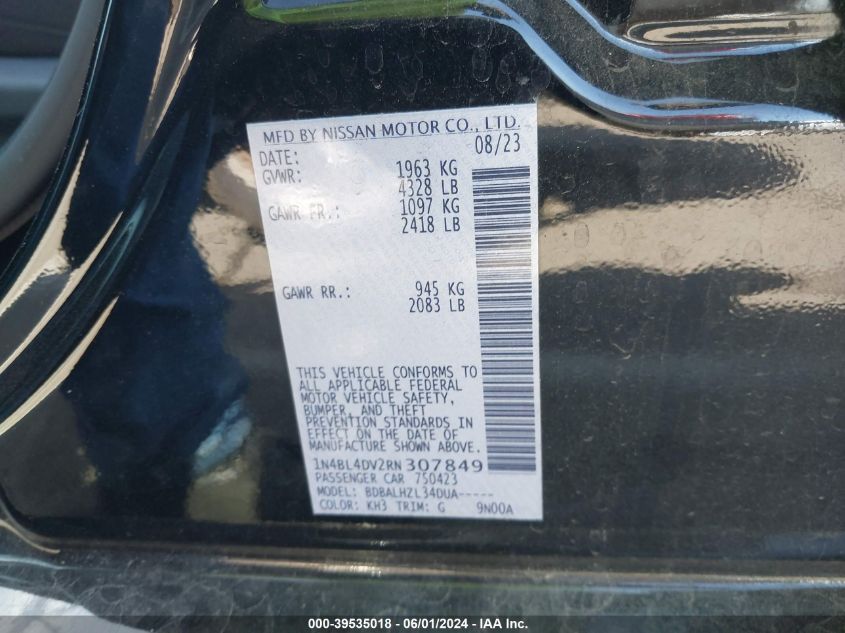 MFD BY NISSAN MOTOR CO., LTD.
DATE: 08/23
GVWR: 1963 KG
4328 LB
GAWR FR.: 1097 KG
2418 LB
GAWR RR.: 945 KG
2083 LB
THIS VEHICLE CONFORMS TO
ALL APPLICABLE FEDERAL
MOTOR VEHICLE SAFETY,
BUMPER, AND THEFT
PREVENTION STANDARDS IN
EFFECT ON THE DATE OF
MANUFACTURE SHOWN ABOVE.
1N4BL4DV2RN307849
PASSENGER CAR 750423
MODEL: BDBALHZL34DUA-----
COLOR: KH3 TRIM: G 9N00A
000-39535018 - 06/01/2024 - IAA Inc.